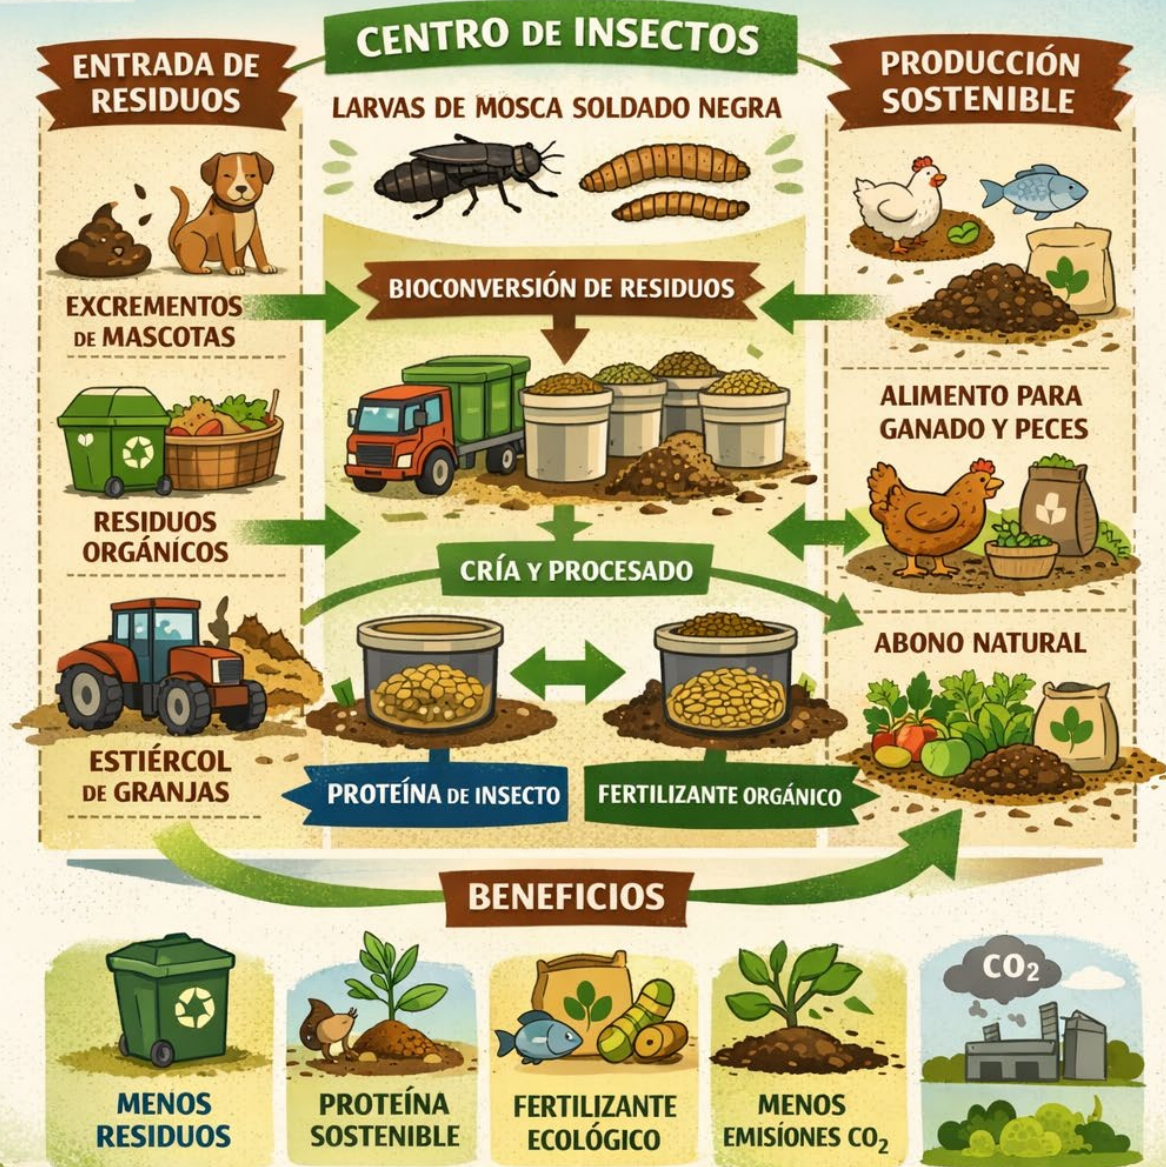 CENTRO DE INSECTOS
LARVAS DE MOSCA SOLDADO NEGRA
ENTRADA DE
RESIDUOS
EXCREMENTOS
DE MASCOTAS
RESIDUOS
ORGÁNICOS
ESTIÉRCOL
DE GRANJAS
BIOCONVERSIÓN DE RESIDUOS
CRÍA Y PROCESADO
PROTEÍNA DE INSECTO
FERTILIZANTE ORGÁNICO
PRODUCCIÓN
SOSTENIBLE
ALIMENTO PARA
GANADO Y PECES
ABONO NATURAL
BENEFICIOS
MENOS
RESIDUOS
PROTEÍNA
SOSTENIBLE
FERTILIZANTE
ECOLÓGICO
MENOS
EMISÍONES CO₂
CO₂